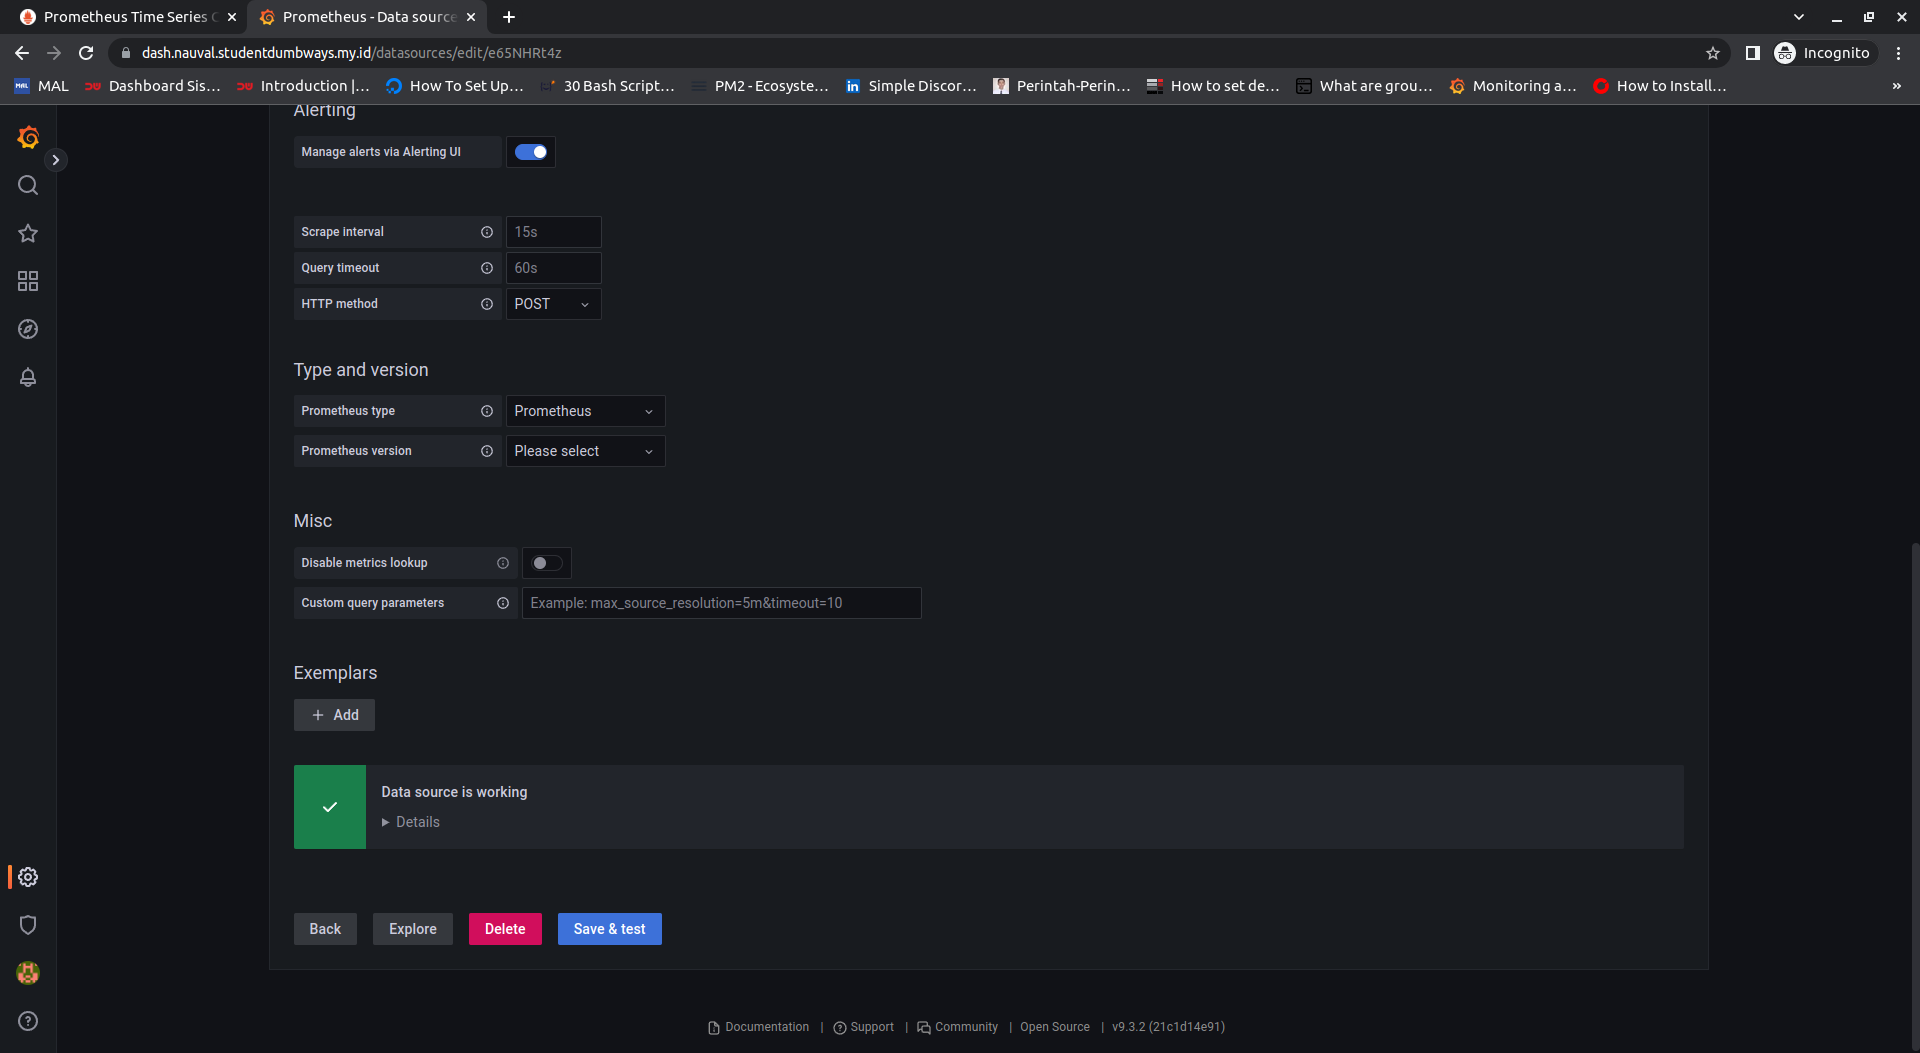 Prometheus Time Series C
Prometheus - Data source
dash.nauval.studentdumbways.my.id/datasources/edit/e65NHRt4z
Incognito
MAL MAL
Dashboard Sis...
Introduction |...
How To Set Up...
30 Bash Script...
PM2 - Ecosyste...
in Simple Discor...
Perintah-Perin...
How to set de...
What are grou...
Monitoring a...
How to Install...
Alerting
Manage alerts via Alerting UI
Scrape interval 15s
Query timeout 60s
HTTP method POST
Type and version
Prometheus type Prometheus
Prometheus version Please select
Misc
Disable metrics lookup
Custom query parameters Example: max_source_resolution=5m&timeout=10
Exemplars
+ Add
Data source is working
Details
Back Explore Delete Save & test
Documentation | Support | Community | Open Source | v9.3.2 (21c1d14e91)